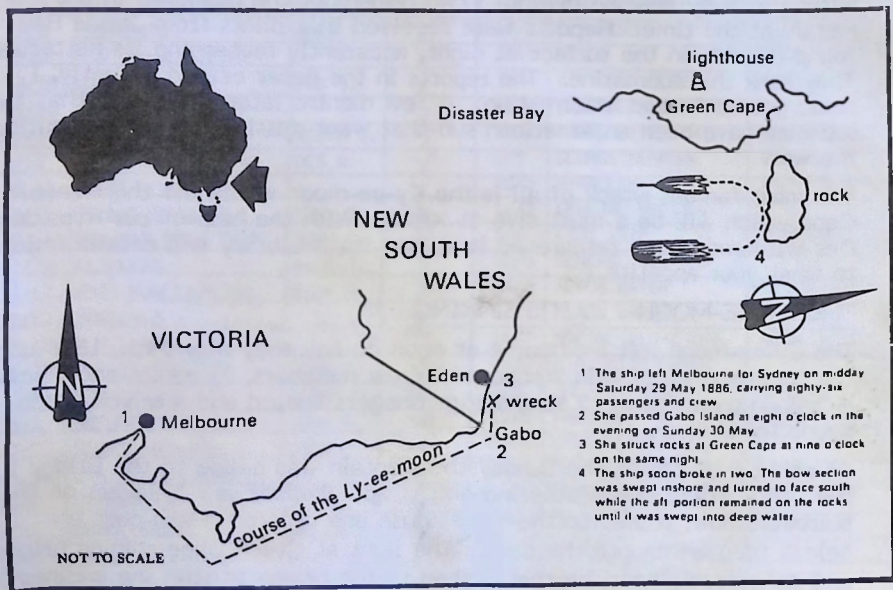 lighthouse
Disaster Bay
Green Cape
rock
4
NEW
SOUTH
WALES
VICTORIA
N
N
Eden
3
X wreck
1
Melbourne
Gabo
2
course of the Ly-ee-moon
NOT TO SCALE
1 The ship left Melbourne for Sydney on midday
Saturday 29 May 1886, carrying eighty-six
passengers and crew
2 She passed Gabo Island at eight o'clock in the
evening on Sunday 30 May
3 She struck rocks at Green Cape at nine o'clock
on the same night
4 The ship soon broke in two. The bow section
was swept inshore and turned to face south
while the aft portion remained on the rocks
until it was swept into deep water